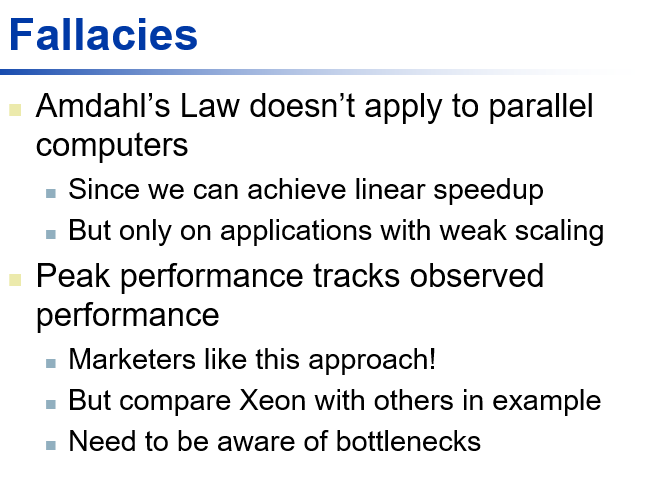 Fallacies
Amdahl’s Law doesn’t apply to parallel
computers
Since we can achieve linear speedup
But only on applications with weak scaling
Peak performance tracks observed
performance
Marketers like this approach!
But compare Xeon with others in example
Need to be aware of bottlenecks